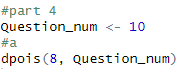 #part 4
Question_num <- 10
#a
dpois(8, Question_num)